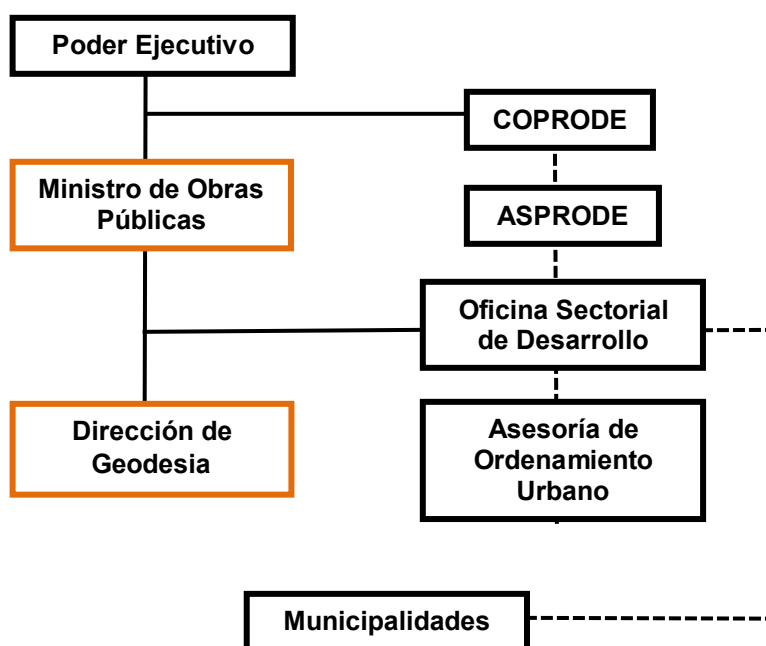 Poder Ejecutivo
COPRODE
Ministro de Obras
Públicas
ASPRODE
Oficina Sectorial
de Desarrollo
Dirección de
Geodesia
Asesoría de
Ordenamiento
Urbano
Municipalidades